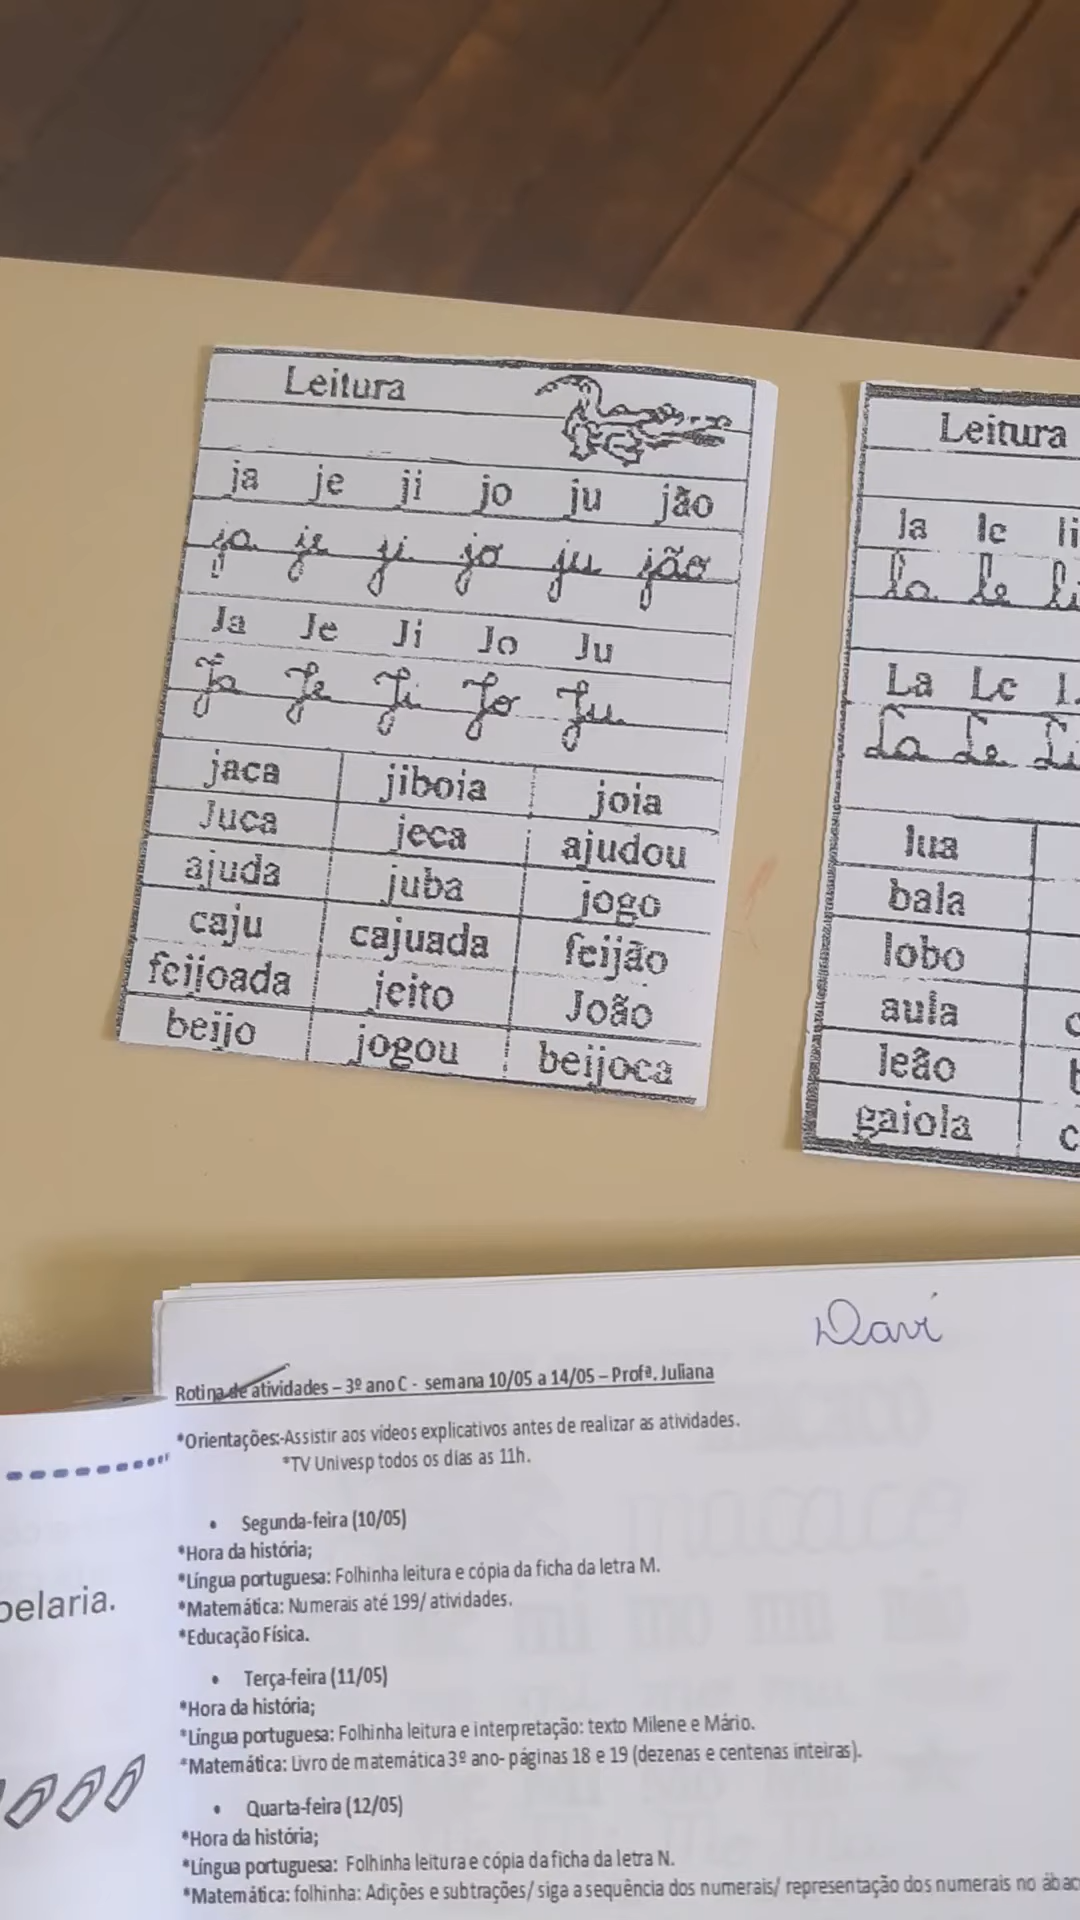 Leitura
ja je ji jo ju jão
ja je ji jo ju jão
Ja Je Ji Jo Ju
Ja Je Ji Jo Ju
jaca jiboia joia
Juca jeca ajudou
ajuda juba jogo
caju cajuada feijão
feijoada jeito João
beijo jogou beijoca
Leitura
la le li
la le li
La Le
La Le Li
lua
bala
lobo
aula
leão
gaiola
Davi
Rotina de atividades – 3º ano C - semana 10/05 a 14/05 – Profª. Juliana
*Orientações:-Assistir aos vídeos explicativos antes de realizar as atividades.
*TV Univesp todos os dias as 11h.
• Segunda-feira (10/05)
*Hora da história;
*Língua portuguesa: Folhinha leitura e cópia da ficha da letra M.
*Matemática: Numerais até 199/ atividades.
*Educação Física.
• Terça-feira (11/05)
*Hora da história;
*Língua portuguesa: Folhinha leitura e interpretação: texto Milene e Mário.
*Matemática: Livro de matemática 3º ano- páginas 18 e 19 (dezenas e centenas inteiras).
• Quarta-feira (12/05)
*Hora da história;
*Língua portuguesa: Folhinha leitura e cópia da ficha da letra N.
*Matemática: folhinha: Adições e subtrações/ siga a sequência dos numerais/ representação dos numerais no ábac
pelaria.